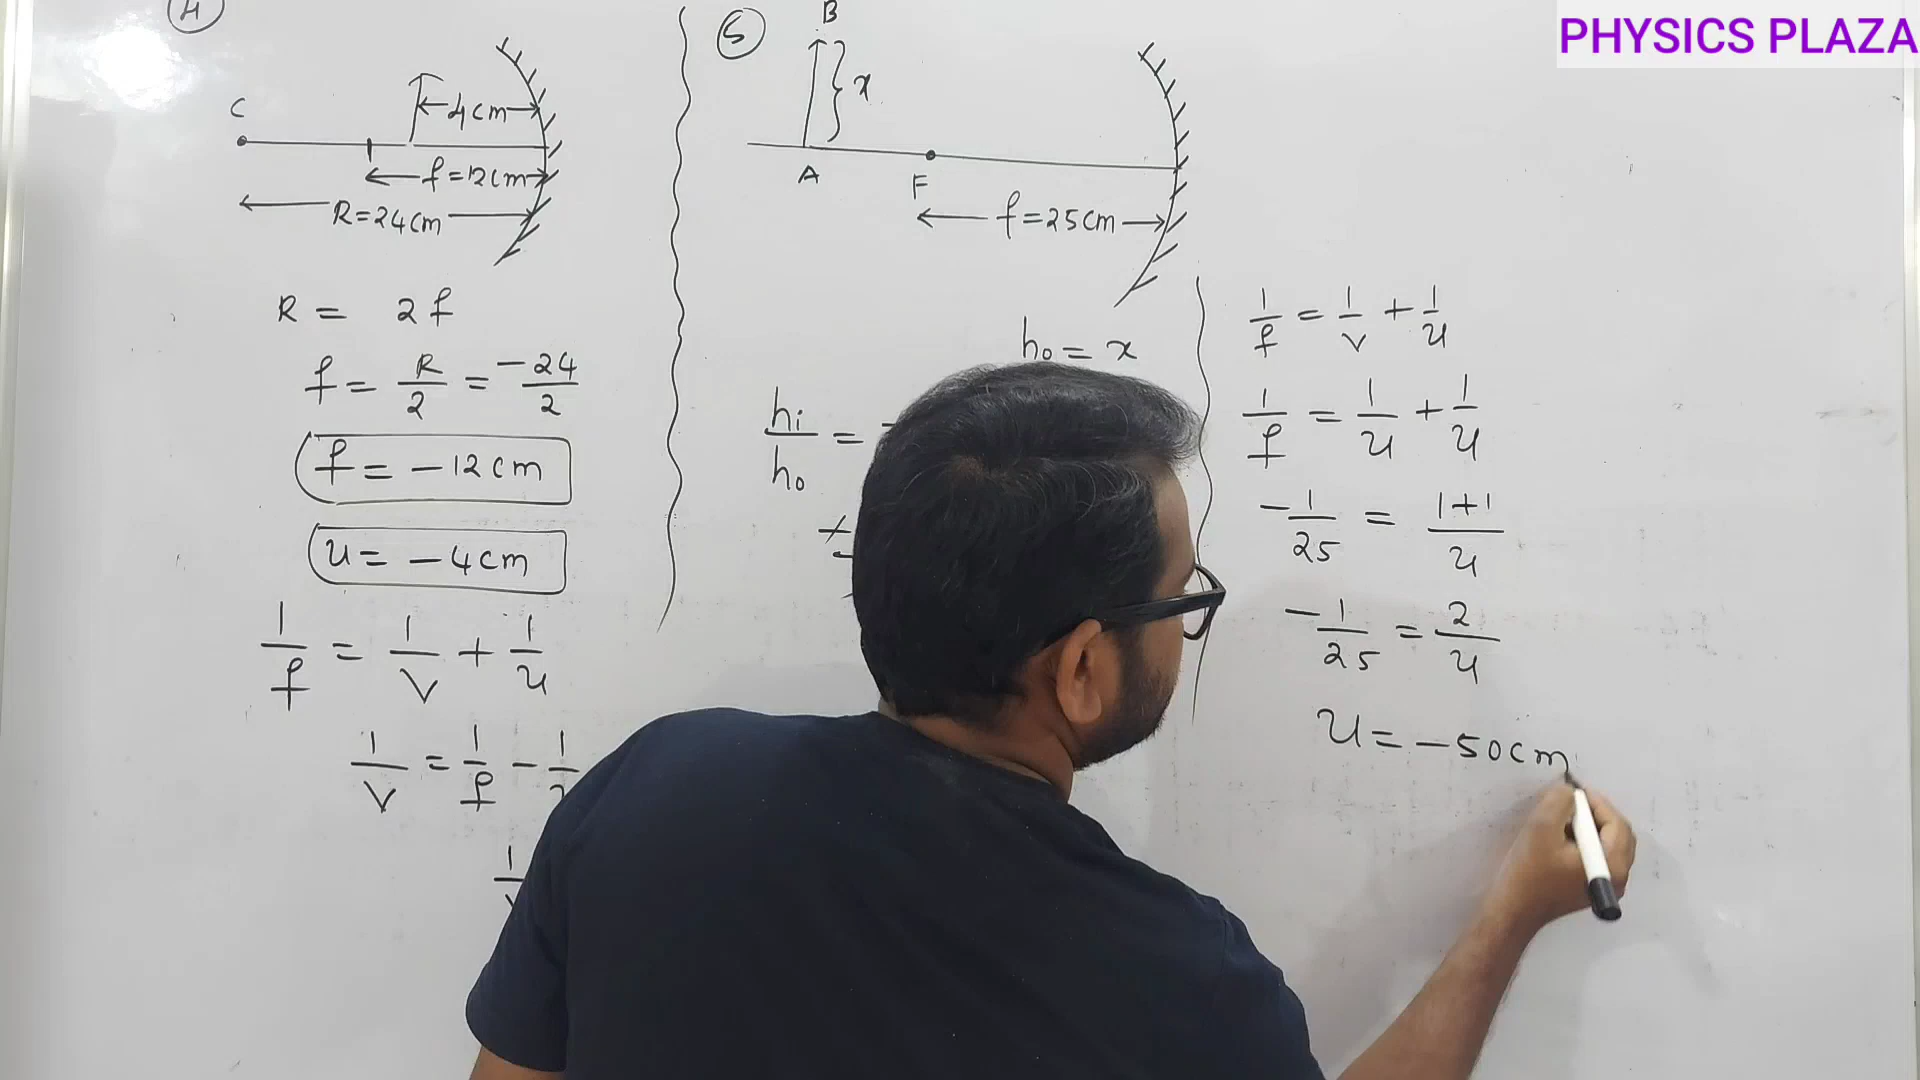 PHYSICS PLAZA
4
C
4cm
f=12cm
R=24cm
R = 2f
f = R/2 = -24/2
f = -12cm
u = -4cm
1/f = 1/v + 1/u
1/v = 1/f - 1/
1/
5
B
x
A
F
f=25cm
h₀ = x
hᵢ/h₀ =
1/f = 1/v + 1/u
1/f = 1/u + 1/u
-1/25 = 1+1/u
-1/25 = 2/u
u = -50cm